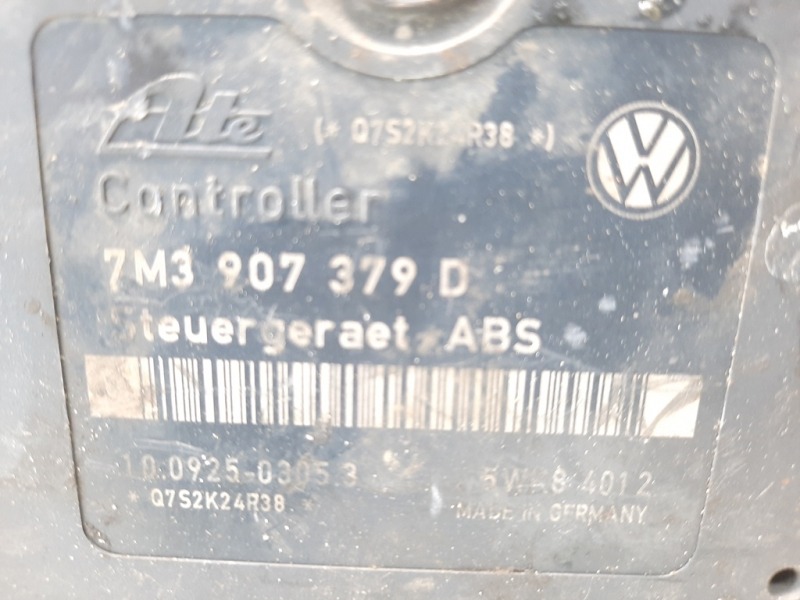 Ate (* Q7S2K24R38 *)
Controller
7M3 907 379 D
Steuergeraet ABS
10.0925-0305.3 5WK8 4012
* Q7S2K24R38 * MADE IN GERMANY